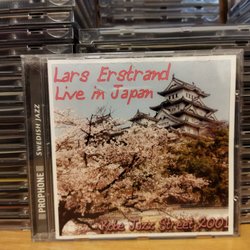 Lars Erstrand
Live in Japan
Kobe Jazz Street 2001
SWEDISH JAZZ
PROPHONE